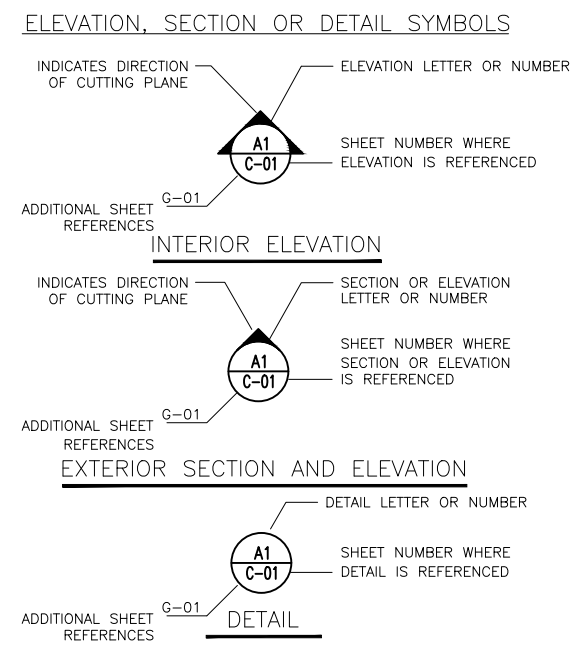 ELEVATION, SECTION OR DETAIL SYMBOLS
INDICATES DIRECTION
OF CUTTING PLANE
ELEVATION LETTER OR NUMBER
A1
C-01
SHEET NUMBER WHERE
ELEVATION IS REFERENCED
G-01
ADDITIONAL SHEET
REFERENCES
INTERIOR ELEVATION
INDICATES DIRECTION
OF CUTTING PLANE
SECTION OR ELEVATION
LETTER OR NUMBER
A1
C-01
SHEET NUMBER WHERE
SECTION OR ELEVATION
IS REFERENCED
G-01
ADDITIONAL SHEET
REFERENCES
EXTERIOR SECTION AND ELEVATION
DETAIL LETTER OR NUMBER
A1
C-01
SHEET NUMBER WHERE
DETAIL IS REFERENCED
G-01
ADDITIONAL SHEET
REFERENCES
DETAIL